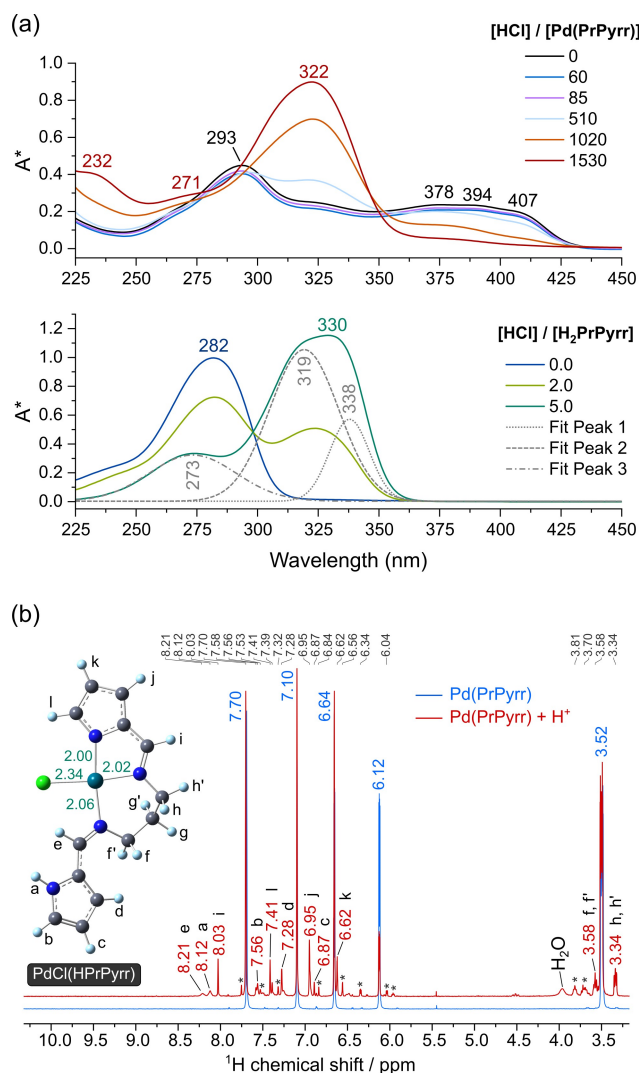 (a)
[HCl] / [Pd(PrPyrr)]
0
60
85
510
1020
1530
322
293
232
271
378
394
407
A*
1.0
0.8
0.6
0.4
0.2
0.0
225 250 275 300 325 350 375 400 425 450
[HCl] / [H2PrPyrr]
0.0
2.0
5.0
Fit Peak 1
Fit Peak 2
Fit Peak 3
330
282
319
338
273
A*
1.2
1.0
0.8
0.6
0.4
0.2
0.0
225 250 275 300 325 350 375 400 425 450
Wavelength (nm)
(b)
8.21
8.12
8.03
7.70
7.58
7.56
7.53
7.41
7.39
7.32
7.28
6.95
6.87
6.84
6.62
6.56
6.34
6.04
3.81
3.70
3.58
3.34
Pd(PrPyrr)
Pd(PrPyrr) + H+
7.70
7.10
6.64
6.12
3.52
k
j
l
i
2.00
2.02
2.34
2.06
h'
h
g'
g
f'
f
e
a
d
b
c
PdCl(HPrPyrr)
8.21 e
8.12 a
8.03 i
7.56 b
7.41 l
7.28 d
6.95 j
6.87 c
6.62 k
H2O
3.58 f, f'
3.34 h, h'
* * * * * * * * * *
10.0 9.5 9.0 8.5 8.0 7.5 7.0 6.5 6.0 5.5 5.0 4.5 4.0 3.5
1H chemical shift / ppm